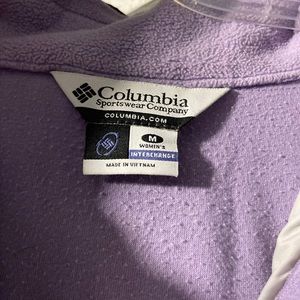 Columbia
Sportswear Company
COLUMBIA.COM
M
WOMEN'S
INTERCHANGE
MADE IN VIETNAM